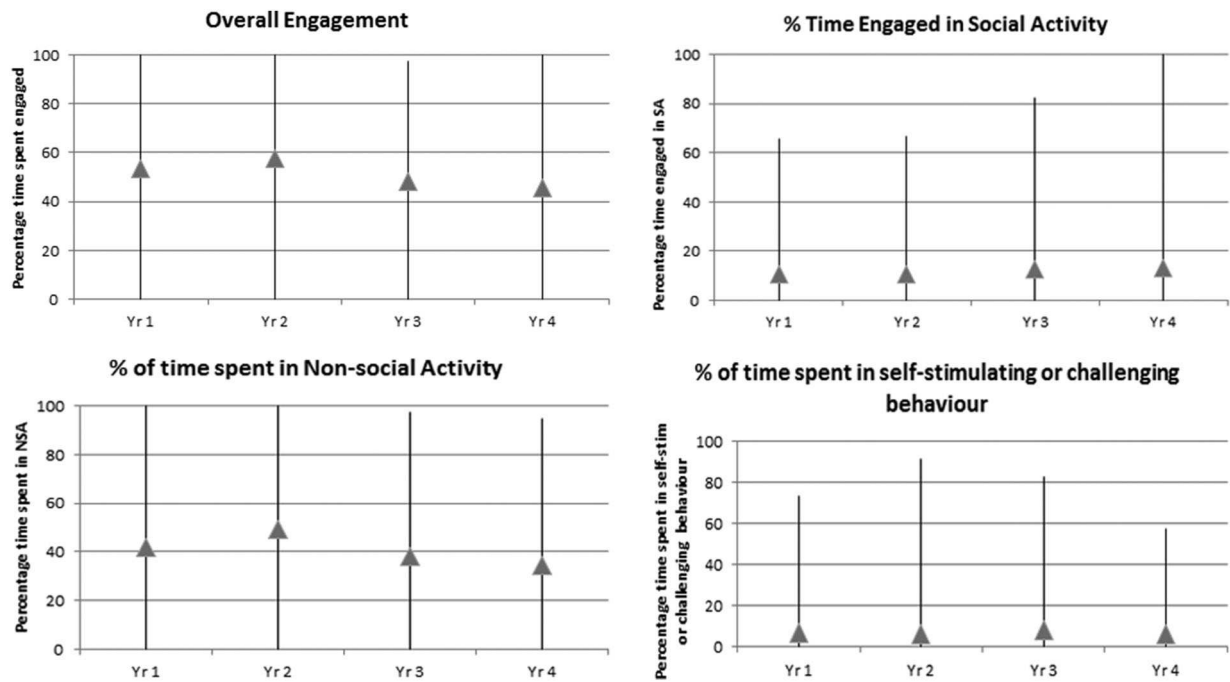 Overall Engagement
Percentage time spent engaged
100
80
60
40
20
0
Yr 1 Yr 2 Yr 3 Yr 4
% Time Engaged in Social Activity
Percentage time engaged in SA
100
80
60
40
20
0
Yr 1 Yr 2 Yr 3 Yr 4
% of time spent in Non-social Activity
Percentage time spent in NSA
100
80
60
40
20
0
Yr 1 Yr 2 Yr 3 Yr 4
% of time spent in self-stimulating or challenging
behaviour
Percentage time spent in self-stim
or challenging behaviour
100
80
60
40
20
0
Yr 1 Yr 2 Yr 3 Yr 4